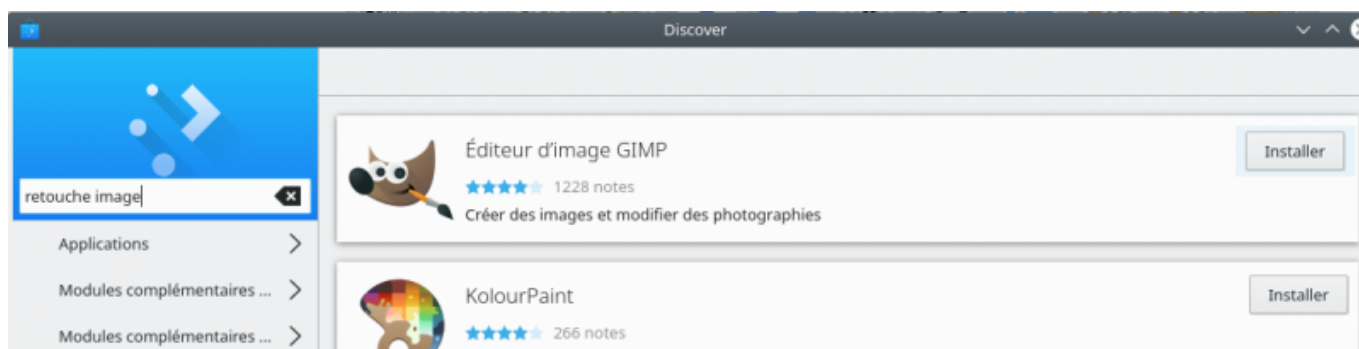 Discover
retouche image
Applications
Modules complémentaires ...
Modules complémentaires ...
Éditeur d'image GIMP
1228 notes
Créer des images et modifier des photographies
Installer
KolourPaint
266 notes
Installer